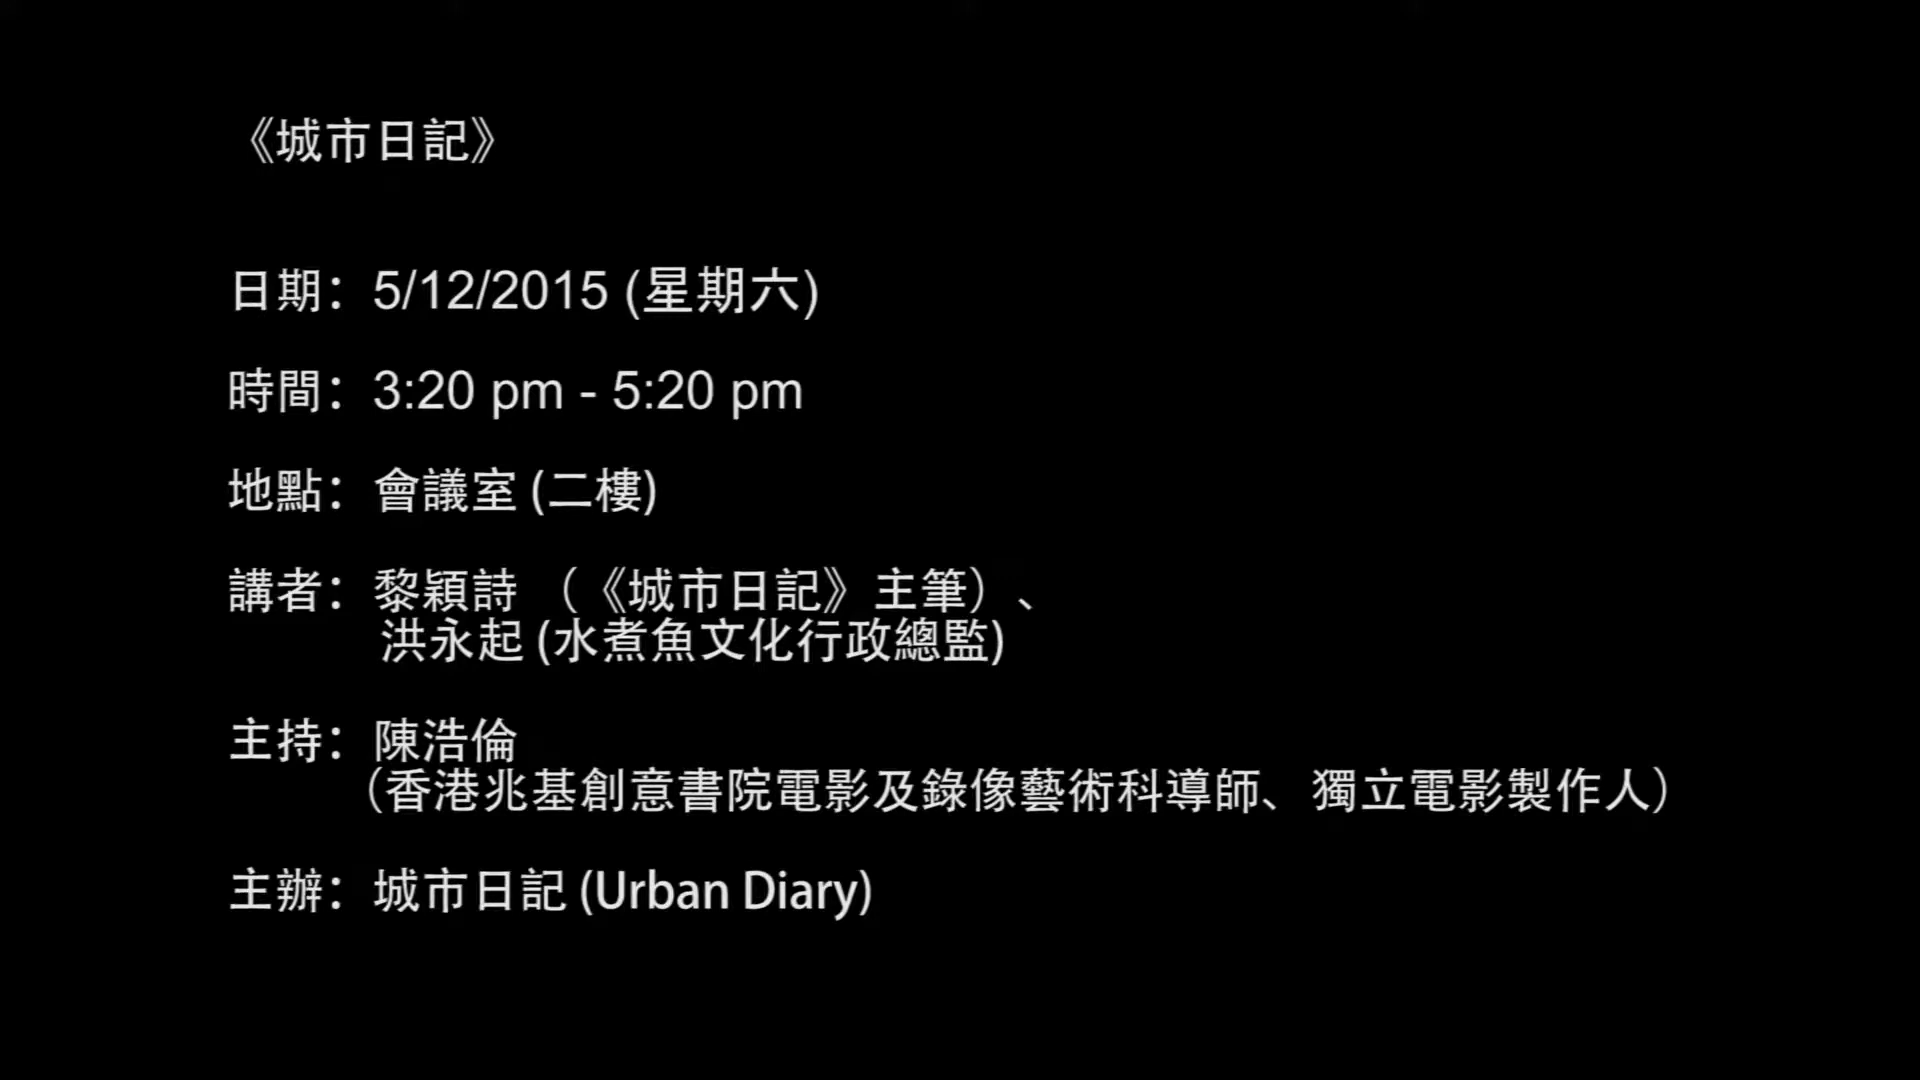 《城市日記》
日期：5/12/2015 (星期六)
時間：3:20 pm - 5:20 pm
地點：會議室 (二樓)
講者：黎穎詩 （《城市日記》主筆）、
洪永起 (水煮魚文化行政總監)
主持：陳浩倫
（香港兆基創意書院電影及錄像藝術科導師、獨立電影製作人）
主辦：城市日記 (Urban Diary)